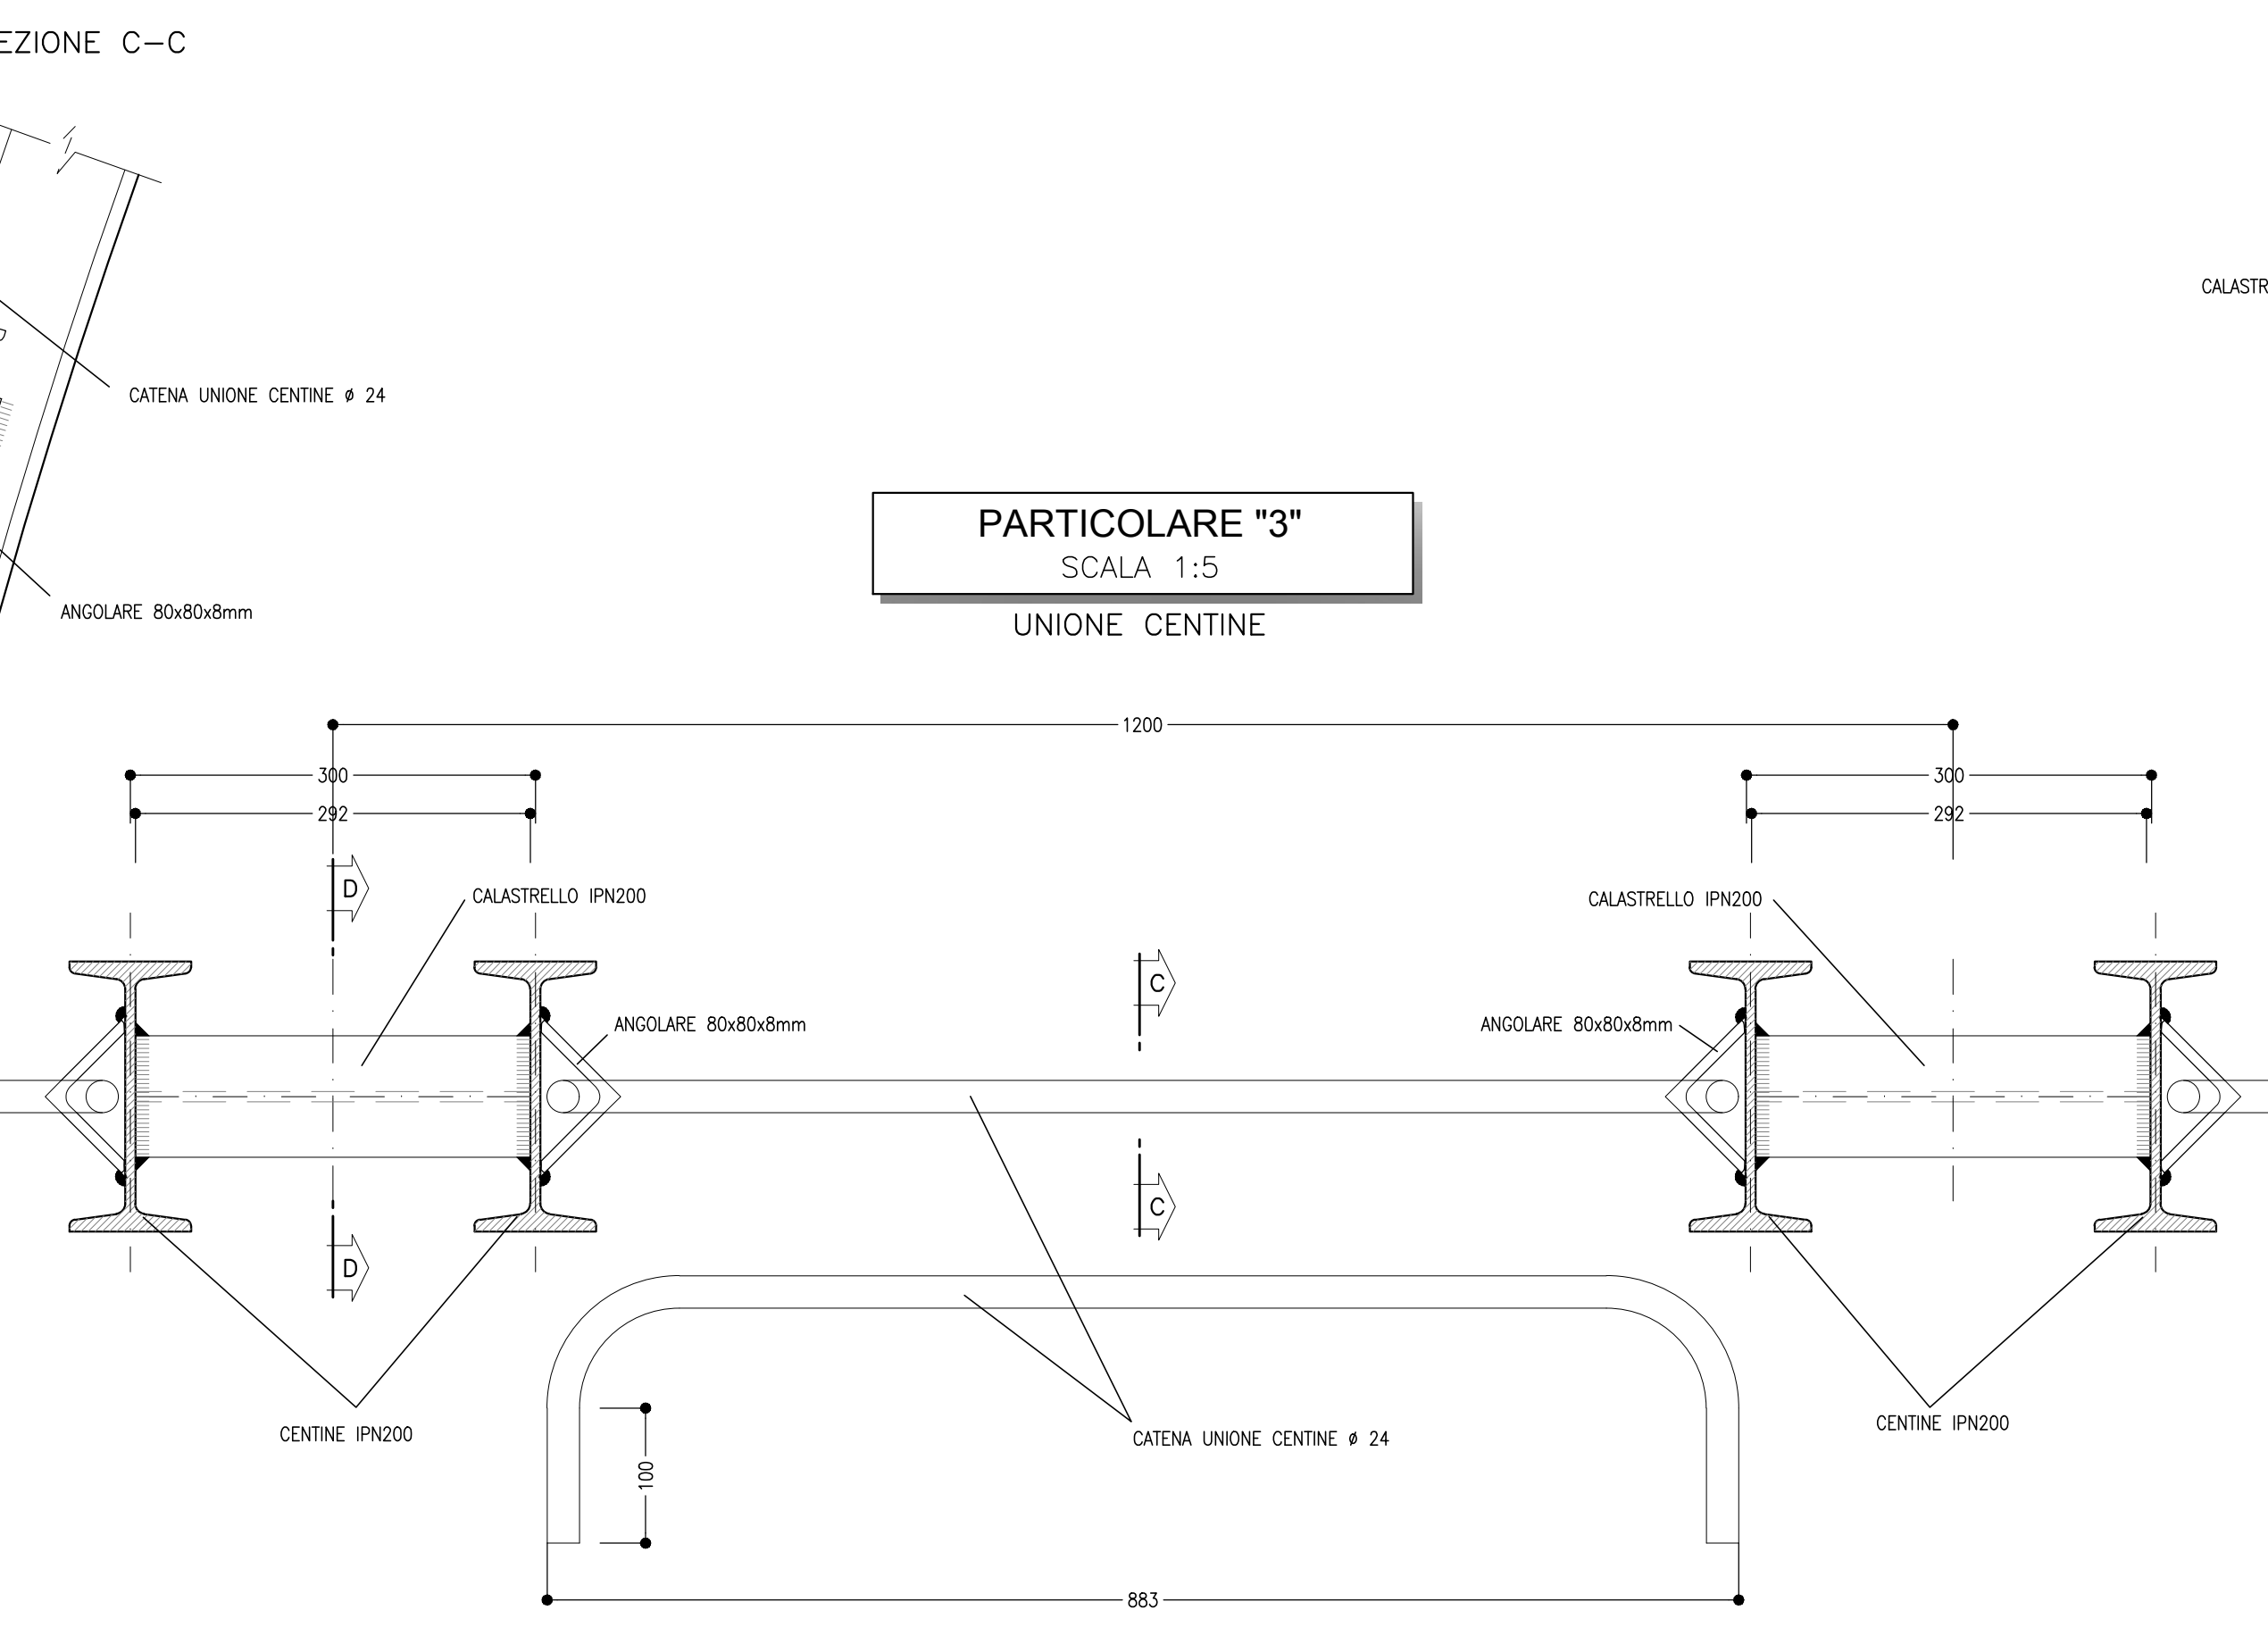 EZIONE C-C
CALASTR
CATENA UNIONE CENTINE ø 24
PARTICOLARE "3"
SCALA 1:5
ANGOLARE 80x80x8mm
UNIONE CENTINE
1200
300
300
292
292
D
CALASTRELLO IPN200
CALASTRELLO IPN200
C
ANGOLARE 80x80x8mm
ANGOLARE 80x80x8mm
C
D
CENTINE IPN200
CENTINE IPN200
CATENA UNIONE CENTINE ø 24
100
883